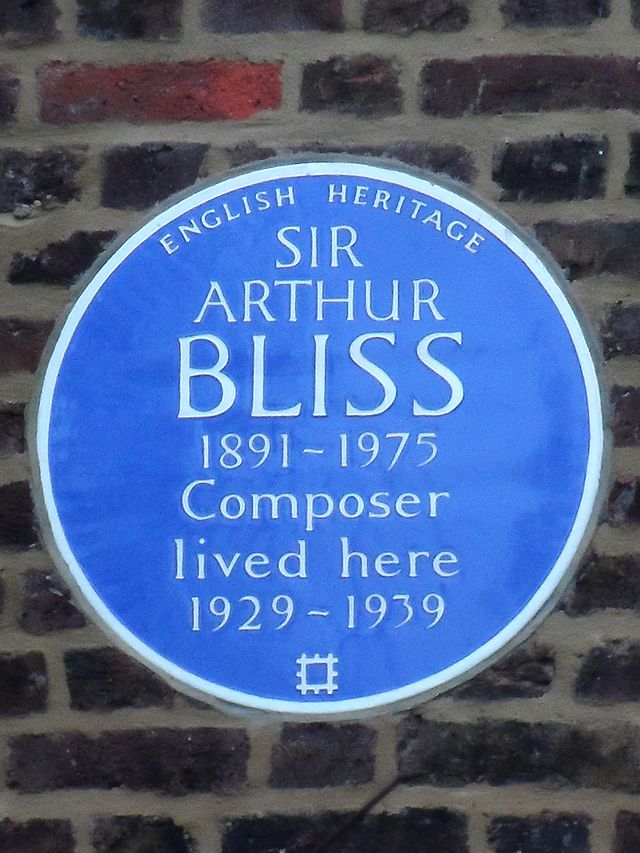 ENGLISH HERITAGE
SIR
ARTHUR
BLISS
1891~1975
Composer
lived here
1929~1939